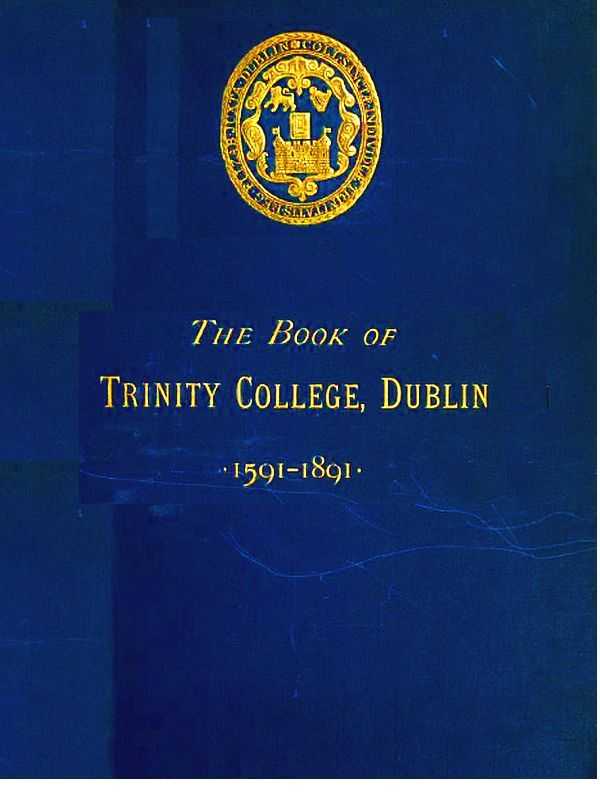 THE BOOK OF
TRINITY COLLEGE, DUBLIN
·1591–1891·